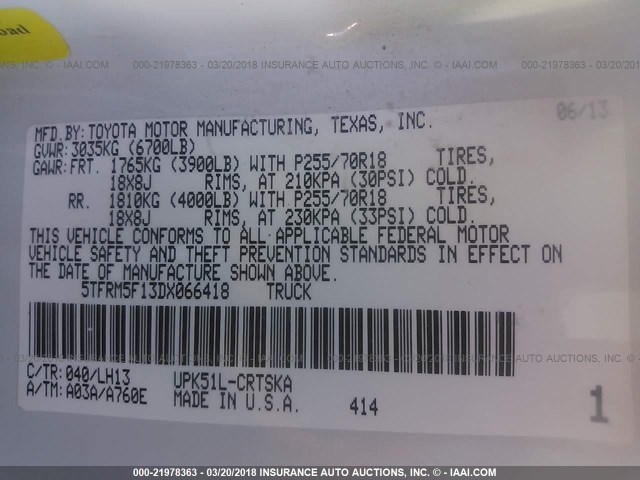 oad
000-21978363 - 03/20/2018 INSURANCE AUTO AUCTIONS, INC. - IAAI.COM
06/13
MFD.BY:TOYOTA MOTOR MANUFACTURING, TEXAS, INC.
GVWR:3035KG (6700LB)
GAWR:FRT. 1765KG (3900LB) WITH P255/70R18 TIRES,
18X8J RIMS, AT 210KPA (30PSI) COLD.
RR. 1810KG (4000LB) WITH P255/70R18 TIRES,
18X8J RIMS, AT 230KPA (33PSI) COLD.
THIS VEHICLE CONFORMS TO ALL APPLICABLE FEDERAL MOTOR
VEHICLE SAFETY AND THEFT PREVENTION STANDARDS IN EFFECT ON
THE DATE OF MANUFACTURE SHOWN ABOVE.
5TFRM5F13DX066418 TRUCK
C/TR:040/LH13 UPK51L-CRTSKA
A/TM:A03A/A760E MADE IN U.S.A. 414 1
000-21978363 - 03/20/2018 INSURANCE AUTO AUCTIONS, INC. - IAAI.COM